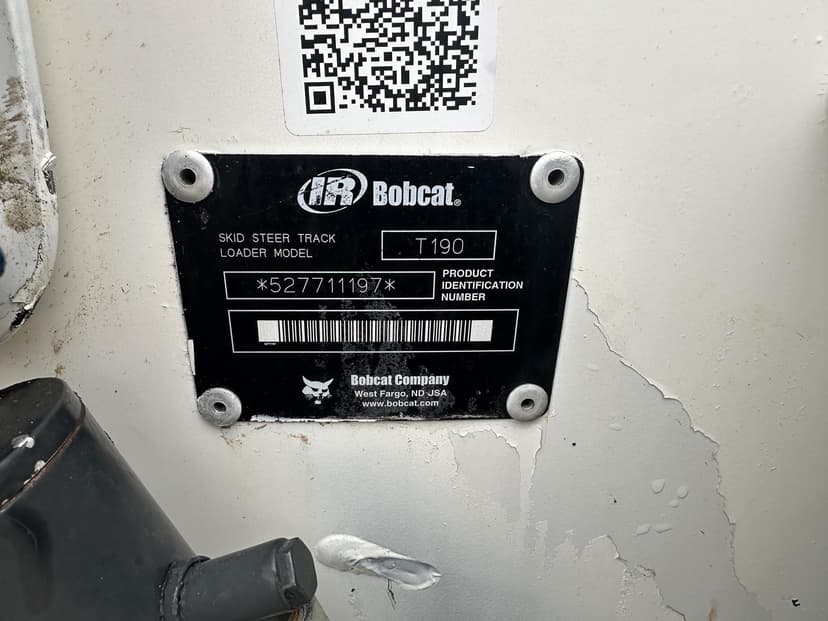 IR Bobcat®
SKID STEER TRACK
LOADER MODEL
T190
*527711197*
PRODUCT
IDENTIFICATION
NUMBER
Bobcat Company
West Fargo, ND JSA
www.bobcat.com